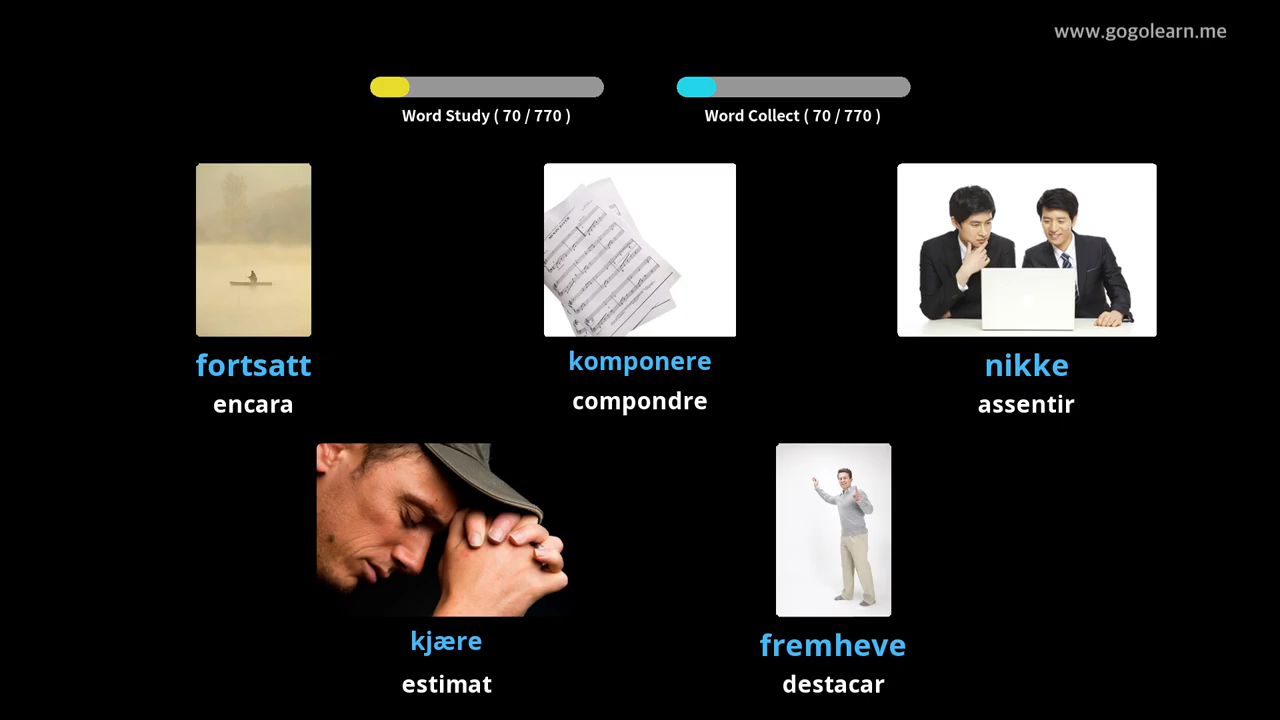 www.gogolearn.me
Word Study ( 70 / 770 )
Word Collect ( 70 / 770 )
fortsatt
encara
komponere
compondre
nikke
assentir
kjære
estimat
fremheve
destacar